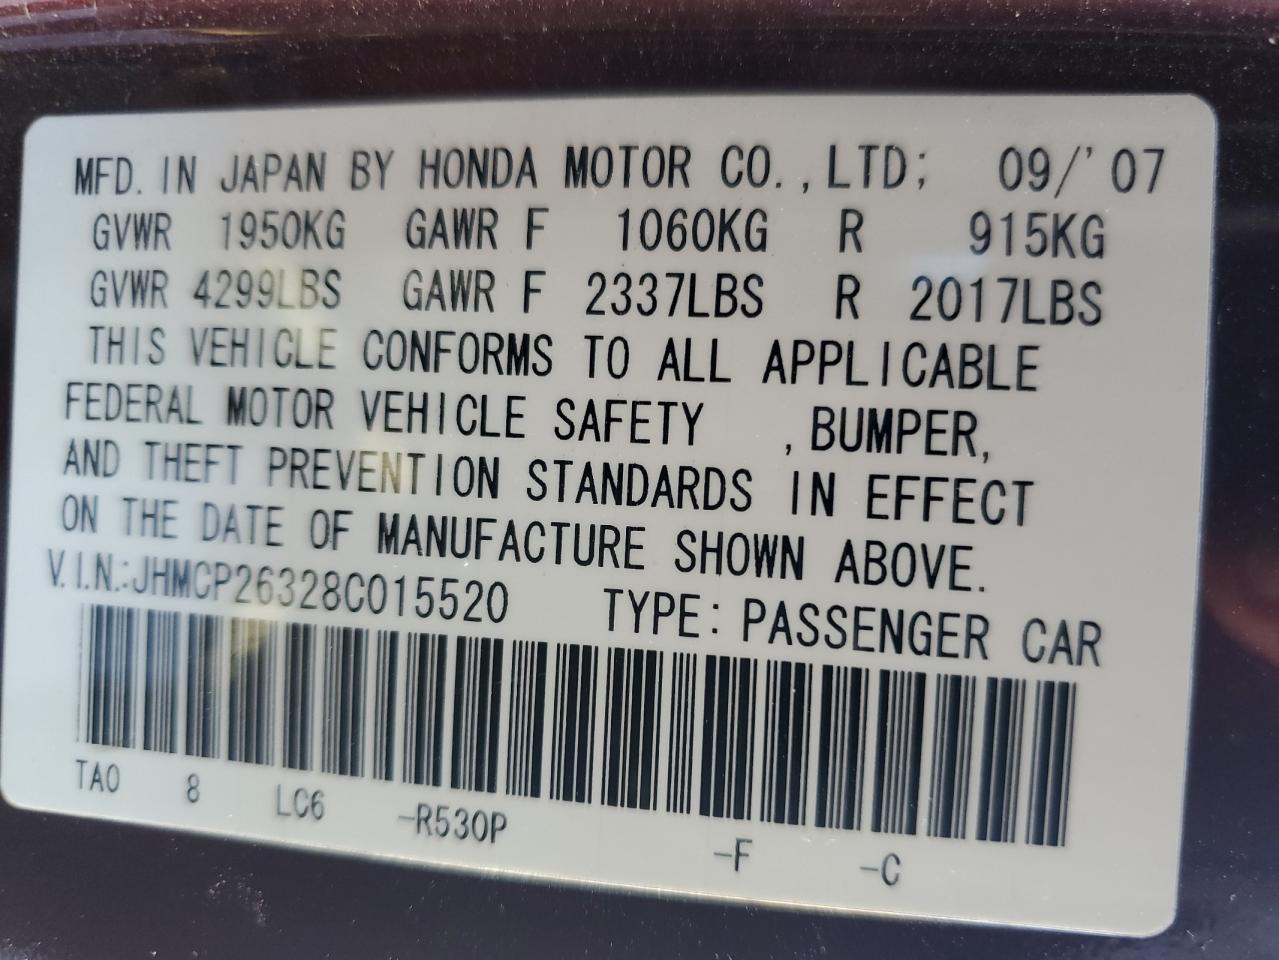 MFD. IN JAPAN BY HONDA MOTOR CO.,LTD; 09/'07
GVWR 1950KG GAWR F 1060KG R 915KG
GVWR 4299LBS GAWR F 2337LBS R 2017LBS
THIS VEHICLE CONFORMS TO ALL APPLICABLE
FEDERAL MOTOR VEHICLE SAFETY , BUMPER,
AND THEFT PREVENTION STANDARDS IN EFFECT
ON THE DATE OF MANUFACTURE SHOWN ABOVE.
V.I.N.:JHMCP26328C015520 TYPE: PASSENGER CAR
TA0 8 LC6 -R530P -F -C